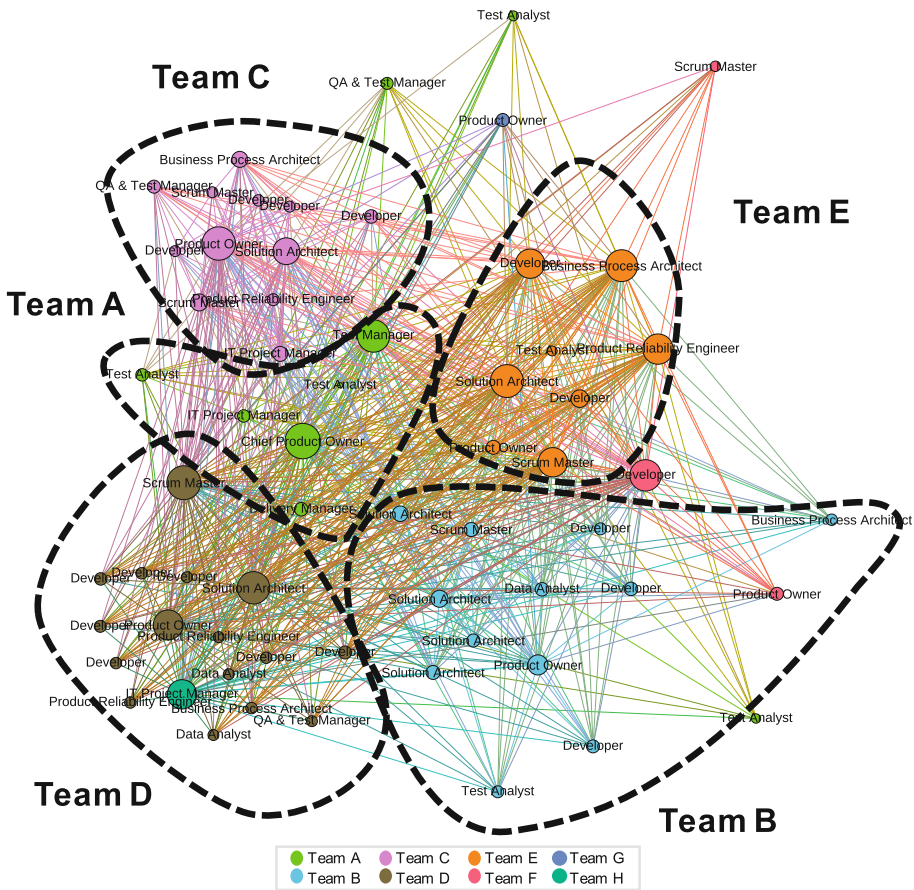 Test Analyst
Scrum Master
Team C
QA & Test Manager
Product Owner
Business Process Architect
QA & Test Manager
Scrum Master
Developer
Developer
Developer
Team E
Product Owner
Developer
Solution Architect
Developer
Business Process Architect
Team A
Scrum Master
Product Reliability Engineer
Test Manager
IT Project Manager
Test Analyst
Product Reliability Engineer
Test Analyst
Test Analyst
Solution Architect
Developer
IT Project Manager
Chief Product Owner
Product Owner
Scrum Master
Developer
Scrum Master
Delivery Manager
Solution Architect
Scrum Master
Developer
Business Process Architect
Developer
Developer
Developer
Solution Architect
Data Analyst
Developer
Solution Architect
Product Owner
Developer
Product Owner
Product Reliability Engineer
Solution Architect
Developer
Developer
Developer
Data Analyst
Solution Architect
Product Owner
IT Project Manager
Product Reliability Engineer
Business Process Architect
QA & Test Manager
Test Analyst
Data Analyst
Developer
Team D
Test Analyst
Team B
Team A
Team C
Team E
Team G
Team B
Team D
Team F
Team H